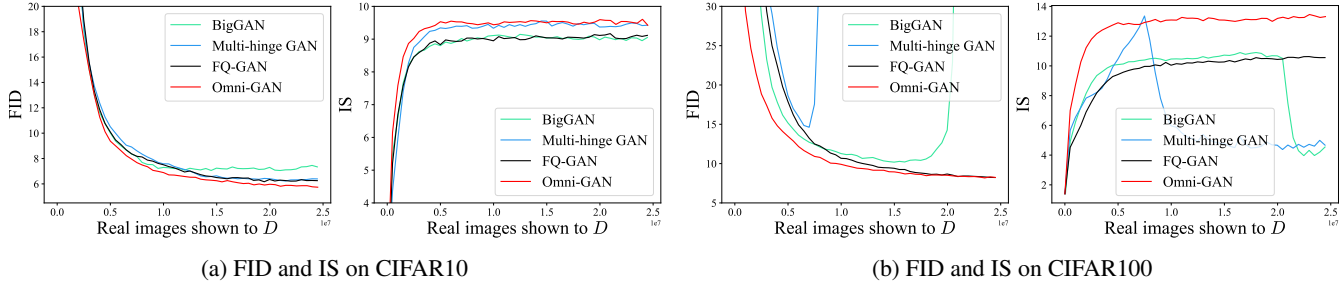 20
18
16
14
12
10
8
6
FID
BigGAN
Multi-hinge GAN
FQ-GAN
Omni-GAN
0.0 0.5 1.0 1.5 2.0 2.5
1e7
Real images shown to D
10
9
8
7
6
5
4
IS
BigGAN
Multi-hinge GAN
FQ-GAN
Omni-GAN
0.0 0.5 1.0 1.5 2.0 2.5
1e7
Real images shown to D
(a) FID and IS on CIFAR10
30
25
20
15
10
5
FID
BigGAN
Multi-hinge GAN
FQ-GAN
Omni-GAN
0.0 0.5 1.0 1.5 2.0 2.5
1e7
Real images shown to D
14
12
10
8
6
4
2
IS
BigGAN
Multi-hinge GAN
FQ-GAN
Omni-GAN
0.0 0.5 1.0 1.5 2.0 2.5
1e7
Real images shown to D
(b) FID and IS on CIFAR100